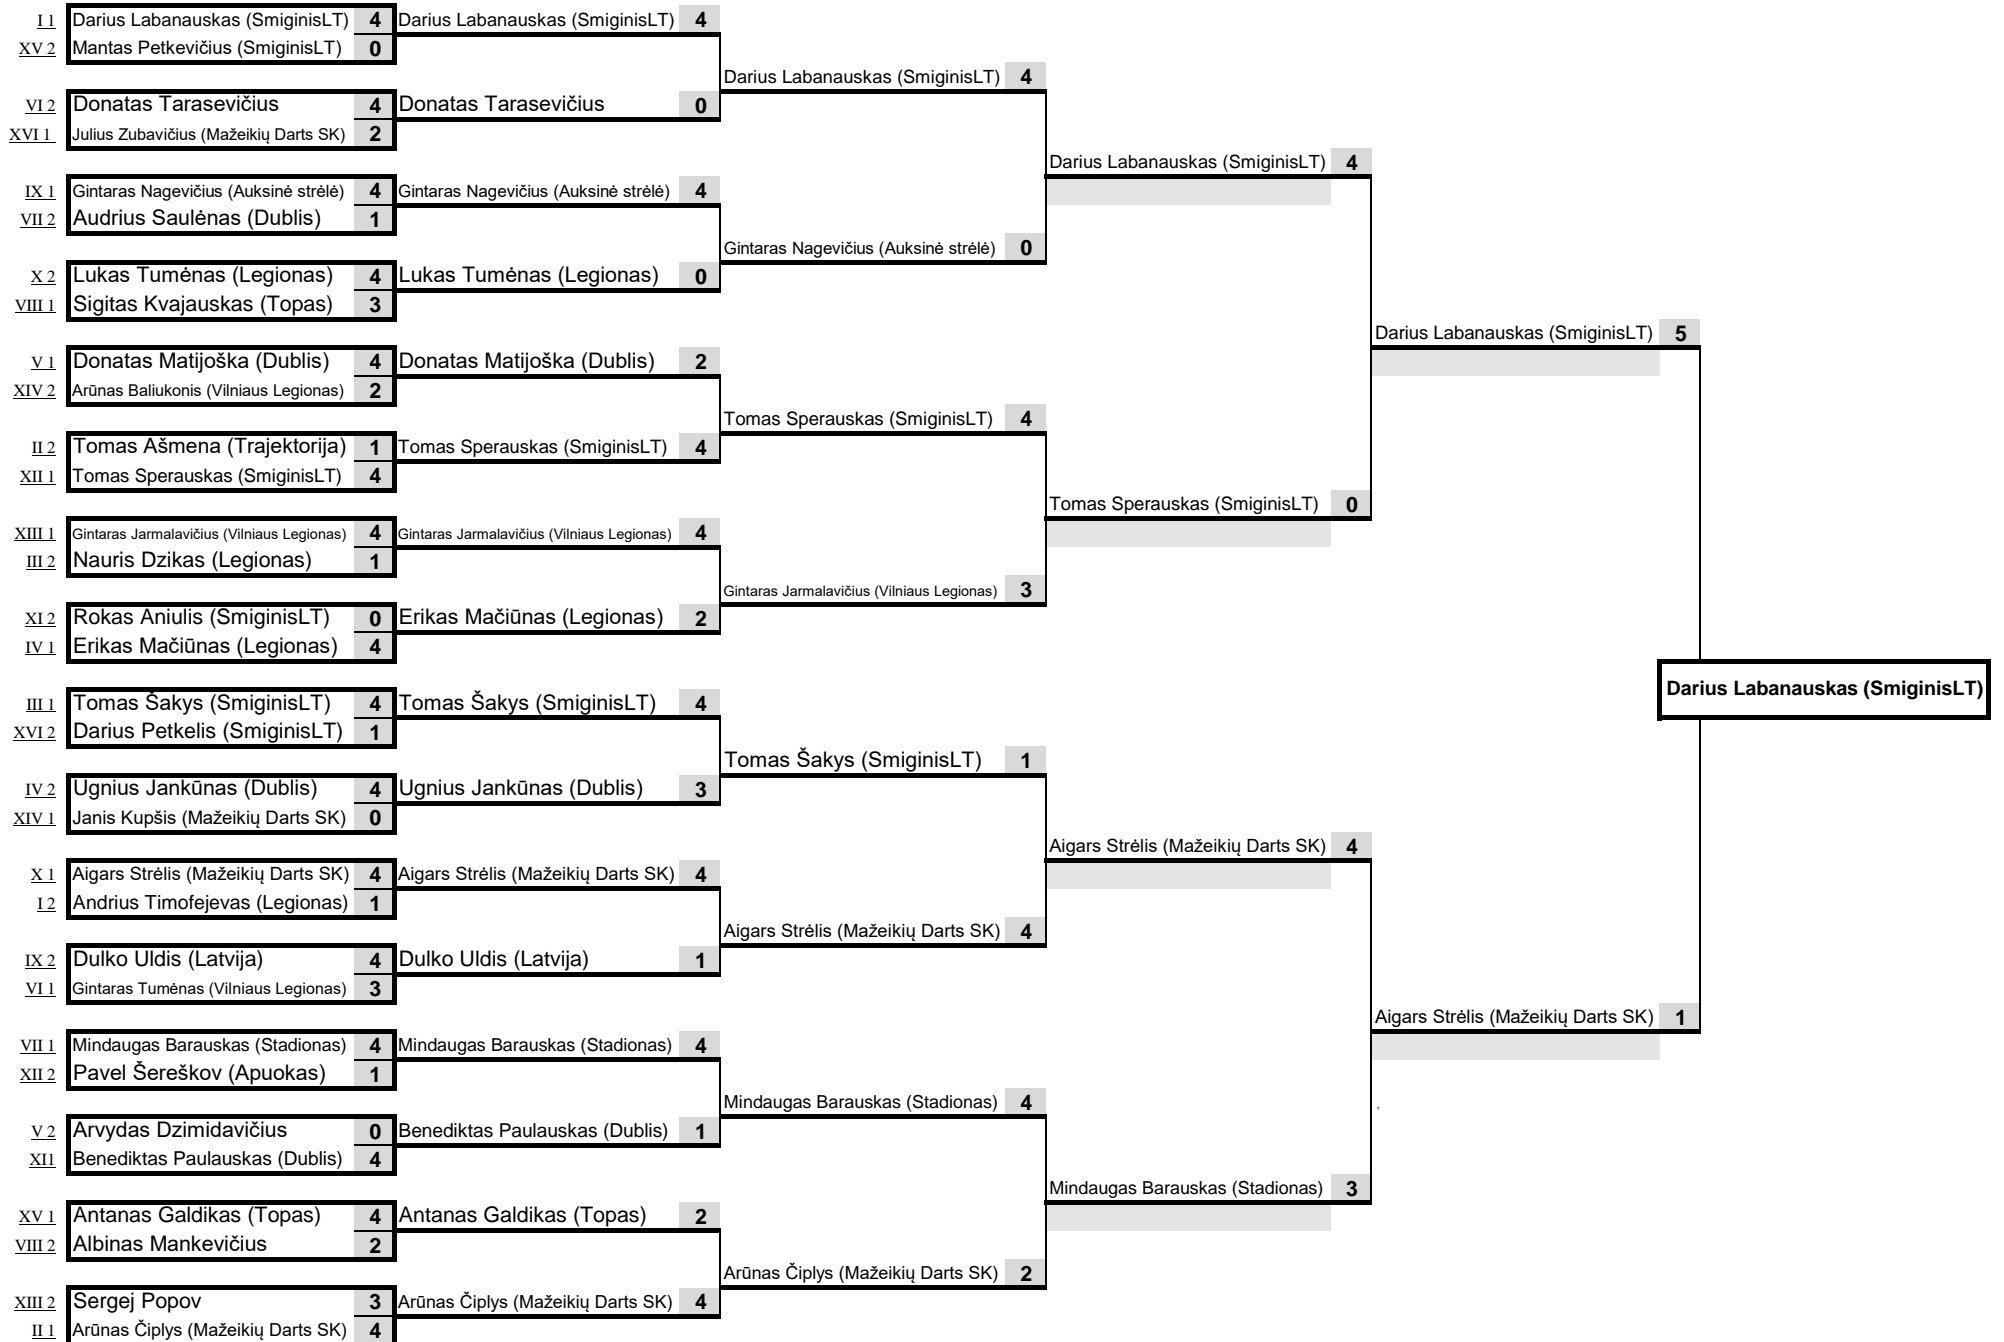 I 1 Darius Labanauskas (SmiginisLT) 4 Darius Labanauskas (SmiginisLT) 4
XV 2 Mantas Petkevičius (SmiginisLT) 0
Darius Labanauskas (SmiginisLT) 4
VI 2 Donatas Tarasevičius 4 Donatas Tarasevičius 0
XVI 1 Julius Zubavičius (Mažeikių Darts SK) 2
Darius Labanauskas (SmiginisLT) 4
IX 1 Gintaras Nagevičius (Auksinė strėlė) 4 Gintaras Nagevičius (Auksinė strėlė) 4
VII 2 Audrius Saulėnas (Dublis) 1
Gintaras Nagevičius (Auksinė strėlė) 0
X 2 Lukas Tumėnas (Legionas) 4 Lukas Tumėnas (Legionas) 0
VIII 1 Sigitas Kvajauskas (Topas) 3
Darius Labanauskas (SmiginisLT) 5
V 1 Donatas Matijoška (Dublis) 4 Donatas Matijoška (Dublis) 2
XIV 2 Arūnas Baliukonis (Vilniaus Legionas) 2
Tomas Sperauskas (SmiginisLT) 4
II 2 Tomas Ašmena (Trajektorija) 1 Tomas Sperauskas (SmiginisLT) 4
XII 1 Tomas Sperauskas (SmiginisLT) 4
Tomas Sperauskas (SmiginisLT) 0
XIII 1 Gintaras Jarmalavičius (Vilniaus Legionas) 4 Gintaras Jarmalavičius (Vilniaus Legionas) 4
III 2 Nauris Dzikas (Legionas) 1
Gintaras Jarmalavičius (Vilniaus Legionas) 3
XI 2 Rokas Aniulis (SmiginisLT) 0 Erikas Mačiūnas (Legionas) 2
IV 1 Erikas Mačiūnas (Legionas) 4
Darius Labanauskas (SmiginisLT)
III 1 Tomas Šakys (SmiginisLT) 4 Tomas Šakys (SmiginisLT) 4
XVI 2 Darius Petkelis (SmiginisLT) 1
Tomas Šakys (SmiginisLT) 1
IV 2 Ugnius Jankūnas (Dublis) 4 Ugnius Jankūnas (Dublis) 3
XIV 1 Janis Kupšis (Mažeikių Darts SK) 0
Aigars Strėlis (Mažeikių Darts SK) 4
X 1 Aigars Strėlis (Mažeikių Darts SK) 4 Aigars Strėlis (Mažeikių Darts SK) 4
I 2 Andrius Timofejevas (Legionas) 1
Aigars Strėlis (Mažeikių Darts SK) 4
IX 2 Dulko Uldis (Latvija) 4 Dulko Uldis (Latvija) 1
VI 1 Gintaras Tumėnas (Vilniaus Legionas) 3
Aigars Strėlis (Mažeikių Darts SK) 1
VII 1 Mindaugas Barauskas (Stadionas) 4 Mindaugas Barauskas (Stadionas) 4
XII 2 Pavel Šereškov (Apuokas) 1
Mindaugas Barauskas (Stadionas) 4
,
V 2 Arvydas Dzimidavičius 0 Benediktas Paulauskas (Dublis) 1
XI1 Benediktas Paulauskas (Dublis) 4
Mindaugas Barauskas (Stadionas) 3
XV 1 Antanas Galdikas (Topas) 4 Antanas Galdikas (Topas) 2
VIII 2 Albinas Mankevičius 2
Arūnas Čiplys (Mažeikių Darts SK) 2
XIII 2 Sergej Popov 3 Arūnas Čiplys (Mažeikių Darts SK) 4
II 1 Arūnas Čiplys (Mažeikių Darts SK) 4